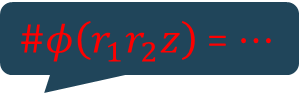 #ϕ(r₁r₂z) = ⋯